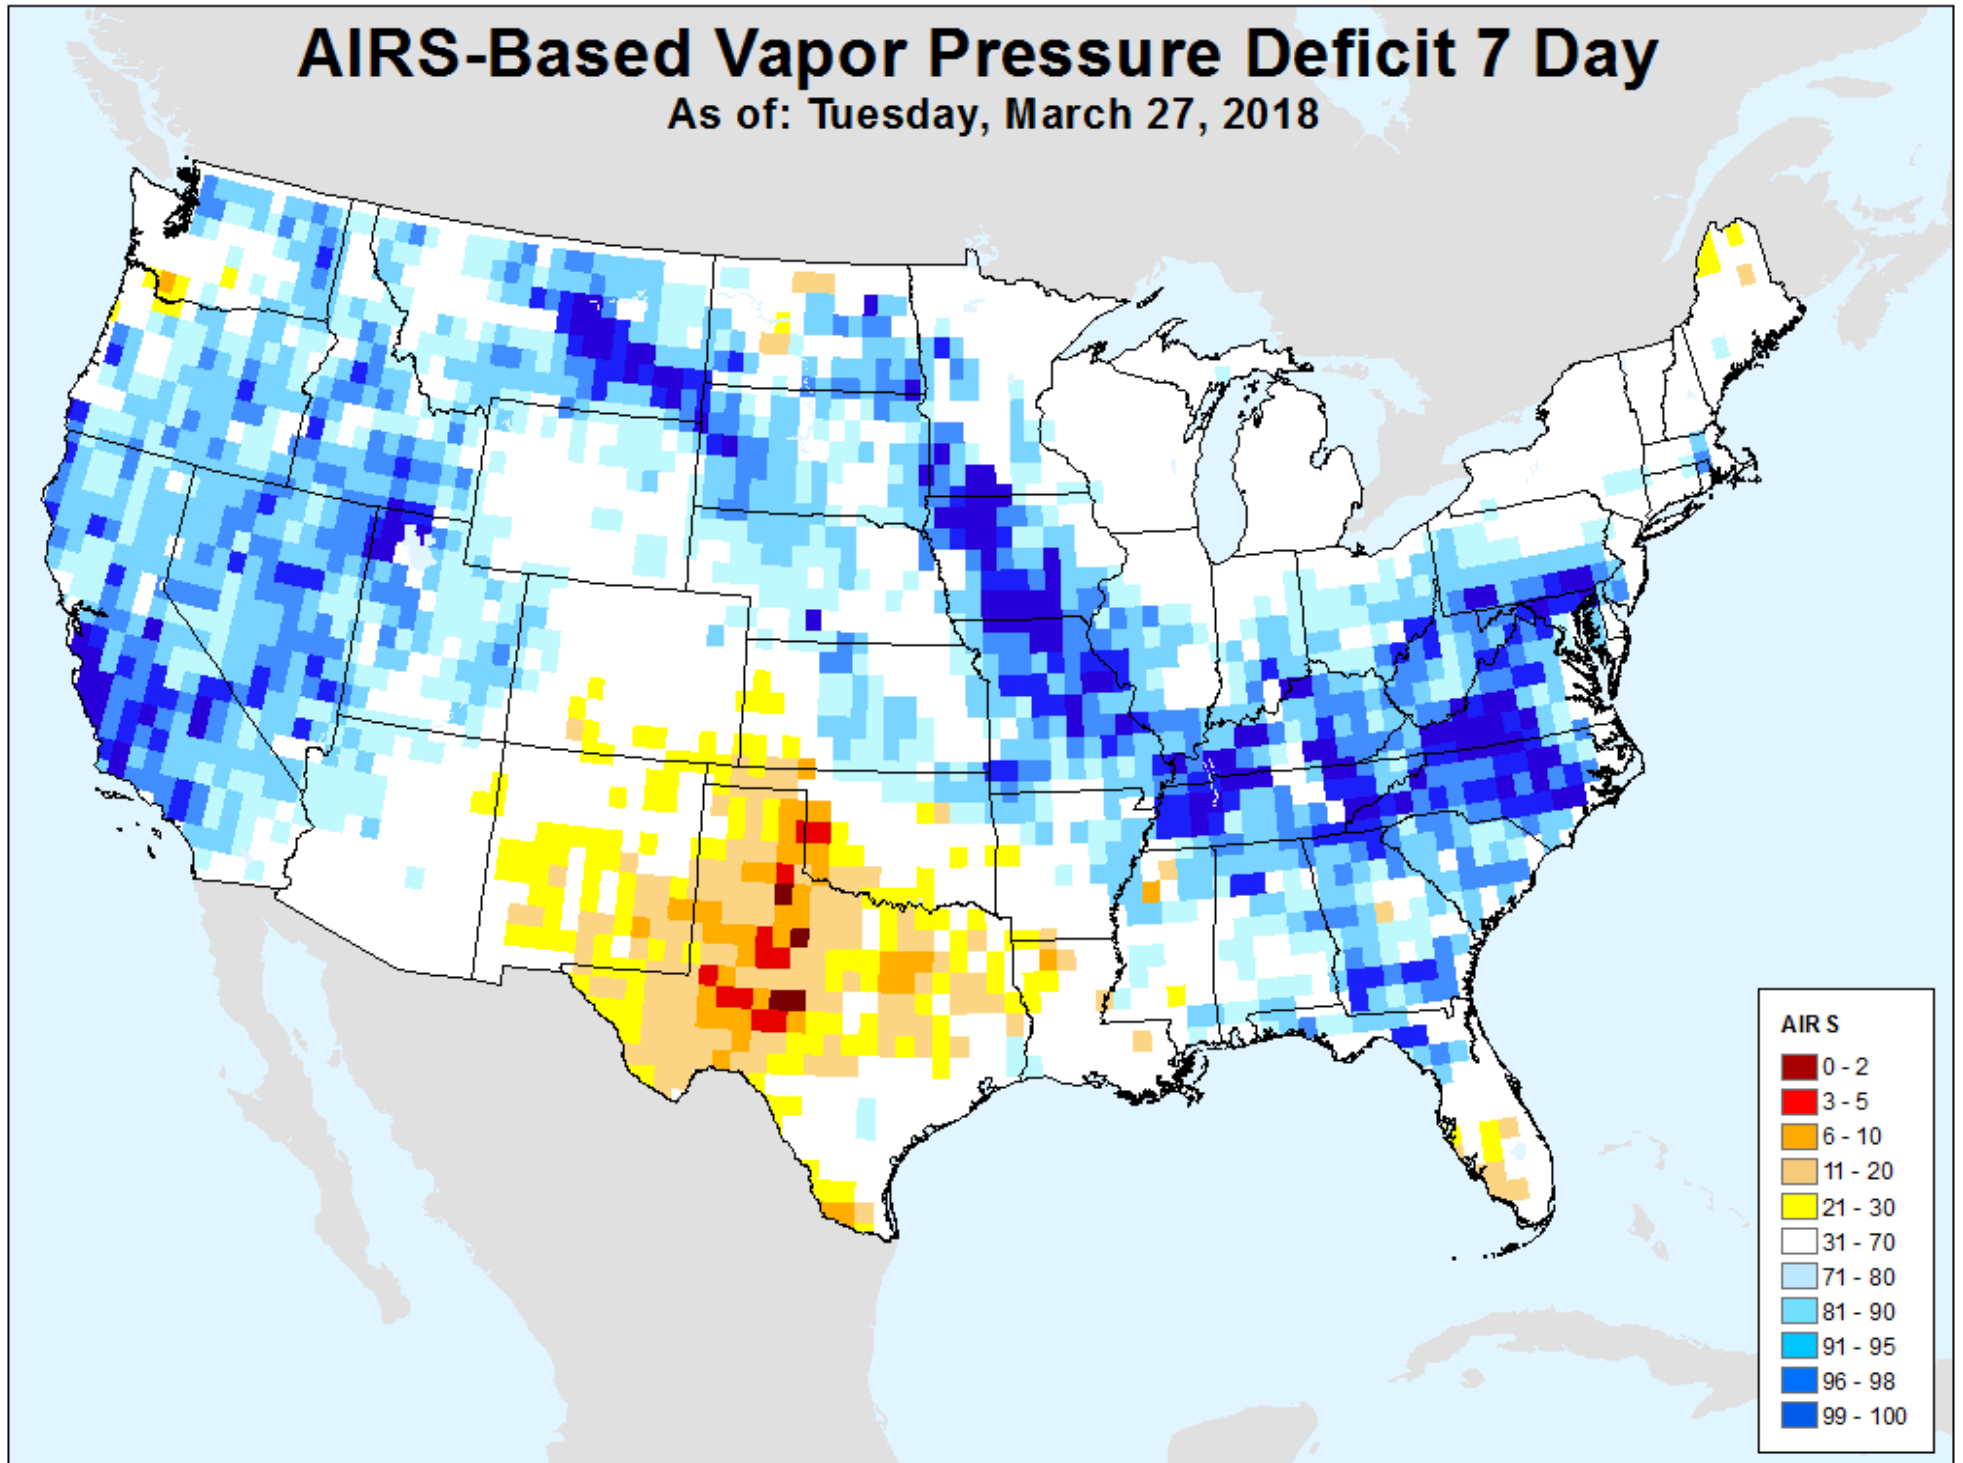 AIRS-Based Vapor Pressure Deficit 7 Day
As of: Tuesday, March 27, 2018
AIRS
0 - 2
3 - 5
6 - 10
11 - 20
21 - 30
31 - 70
71 - 80
81 - 90
91 - 95
96 - 98
99 - 100